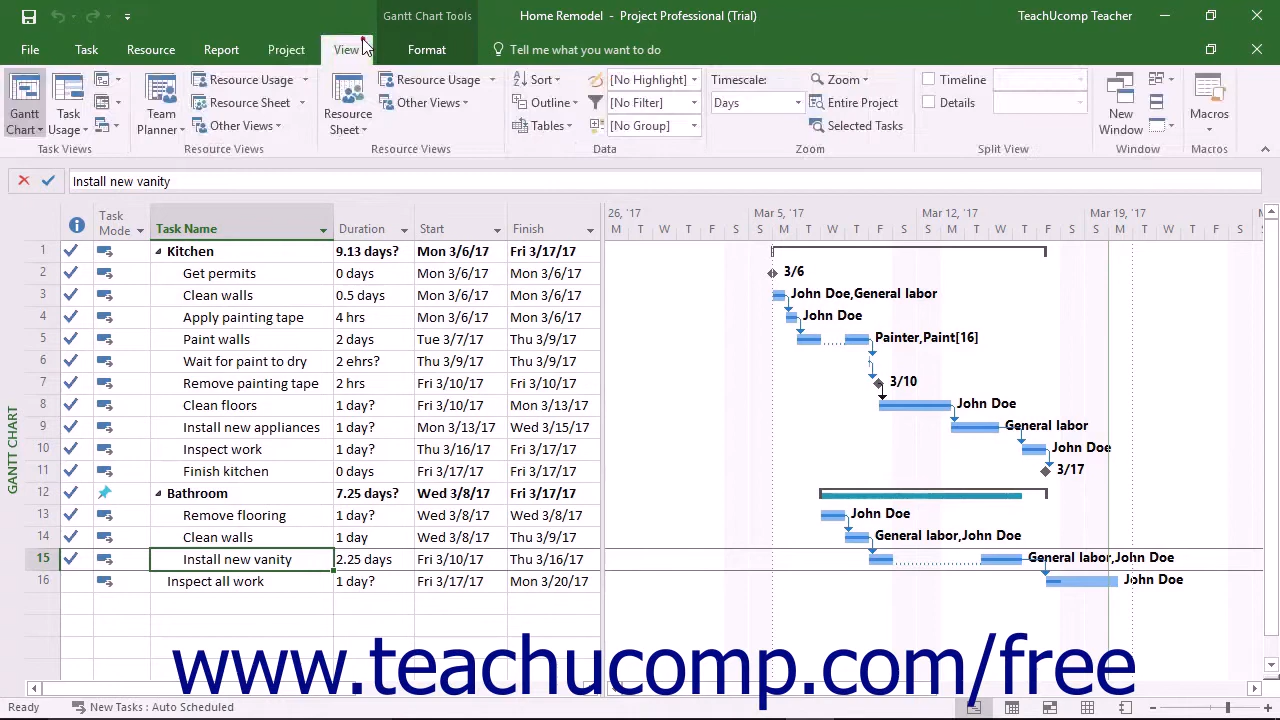 Gantt Chart Tools
Home Remodel - Project Professional (Trial)
TeachUcomp Teacher
File Task Resource Report Project View Format Tell me what you want to do
Gantt Chart
Task Usage
Task Views
Team Planner
Resource Usage
Resource Sheet
Other Views
Resource Views
Resource Sheet
Resource Usage
Other Views
Resource Views
Sort
Outline
Tables
[No Highlight]
[No Filter]
[No Group]
Data
Timescale:
Days
Zoom
Entire Project
Selected Tasks
Zoom
Timeline
Details
Split View
New Window
Window
Macros
Macros
Install new vanity
Task Mode Task Name Duration Start Finish
26, '17 Mar 5, '17 Mar 12, '17 Mar 19, '17
M T W T F S S M T W T F S S M T W T F S S M T W T F S
1 Kitchen 9.13 days? Mon 3/6/17 Fri 3/17/17
2 Get permits 0 days Mon 3/6/17 Mon 3/6/17 3/6
3 Clean walls 0.5 days Mon 3/6/17 Mon 3/6/17 John Doe,General labor
4 Apply painting tape 4 hrs Mon 3/6/17 Mon 3/6/17 John Doe
5 Paint walls 2 days Tue 3/7/17 Thu 3/9/17 Painter,Paint[16]
6 Wait for paint to dry 2 ehrs? Thu 3/9/17 Thu 3/9/17
7 Remove painting tape 2 hrs Fri 3/10/17 Fri 3/10/17 3/10
8 Clean floors 1 day? Fri 3/10/17 Mon 3/13/17 John Doe
9 Install new appliances 1 day? Mon 3/13/17 Wed 3/15/17 General labor
10 Inspect work 1 day? Thu 3/16/17 Fri 3/17/17 John Doe
11 Finish kitchen 0 days Fri 3/17/17 Fri 3/17/17 3/17
12 Bathroom 7.25 days? Wed 3/8/17 Fri 3/17/17
13 Remove flooring 1 day? Wed 3/8/17 Wed 3/8/17 John Doe
14 Clean walls 1 day Wed 3/8/17 Thu 3/9/17 General labor,John Doe
15 Install new vanity 2.25 days Fri 3/10/17 Thu 3/16/17 General labor,John Doe
16 Inspect all work 1 day? Fri 3/17/17 Mon 3/20/17 John Doe
GANTT CHART
www.teachucomp.com/free
Ready New Tasks : Auto Scheduled